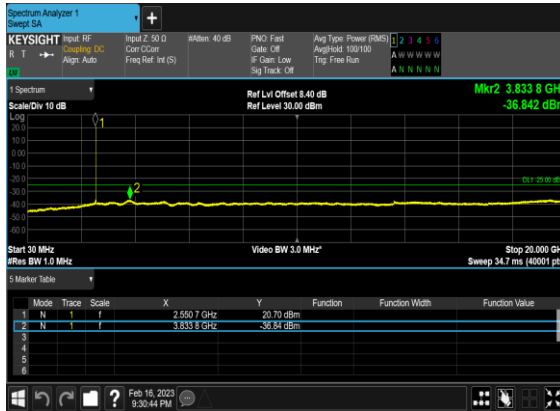 Spectrum Analyzer 1
Swept SA
+
KEYSIGHT Input: RF Input Z: 50 Ω #Atten: 40 dB PNO: Fast Avg Type: Power (RMS) 1 2 3 4 5 6
R T Coupling: DC Corr CCorr Gate: Off Avg|Hold: 100/100 A W W W W W
Align: Auto Freq Ref: Int (S) IF Gain: Low Trig: Free Run
Sig Track: Off A N N N N N
1 Spectrum
Scale/Div 10 dB
Ref Lvl Offset 8.40 dB
Ref Level 30.00 dBm
Mkr2 3.833 8 GHz
-36.842 dBm
Log
20.0
10.0
0.00
-10.0
-20.0
-30.0
-40.0
-50.0
-60.0
1
2
DL1 -25.00 dB
Start 30 MHz Video BW 3.0 MHz* Stop 20.000 GH
#Res BW 1.0 MHz Sweep 34.7 ms (40001 pt
5 Marker Table
Mode Trace Scale X Y Function Function Width Function Value
1 N 1 f 2.550 7 GHz 20.70 dBm
2 N 1 f 3.833 8 GHz -36.84 dBm
3
4
5
6
? Feb 16, 2023
9:30:44 PM